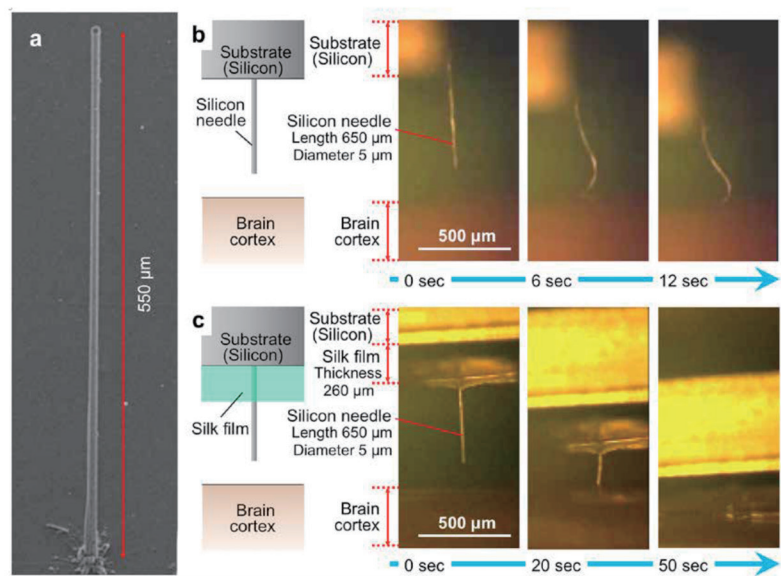 a
550 µm
b
Substrate
(Silicon)
Silicon
needle
Brain
cortex
Substrate
(Silicon)
Silicon needle
Length 650 µm
Diameter 5 µm
Brain
cortex
500 µm
0 sec
6 sec
12 sec
c
Substrate
(Silicon)
Silk film
Brain
cortex
Substrate
(Silicon)
Silk film
Thickness
260 µm
Silicon needle
Length 650 µm
Diameter 5 µm
Brain
cortex
500 µm
0 sec
20 sec
50 sec